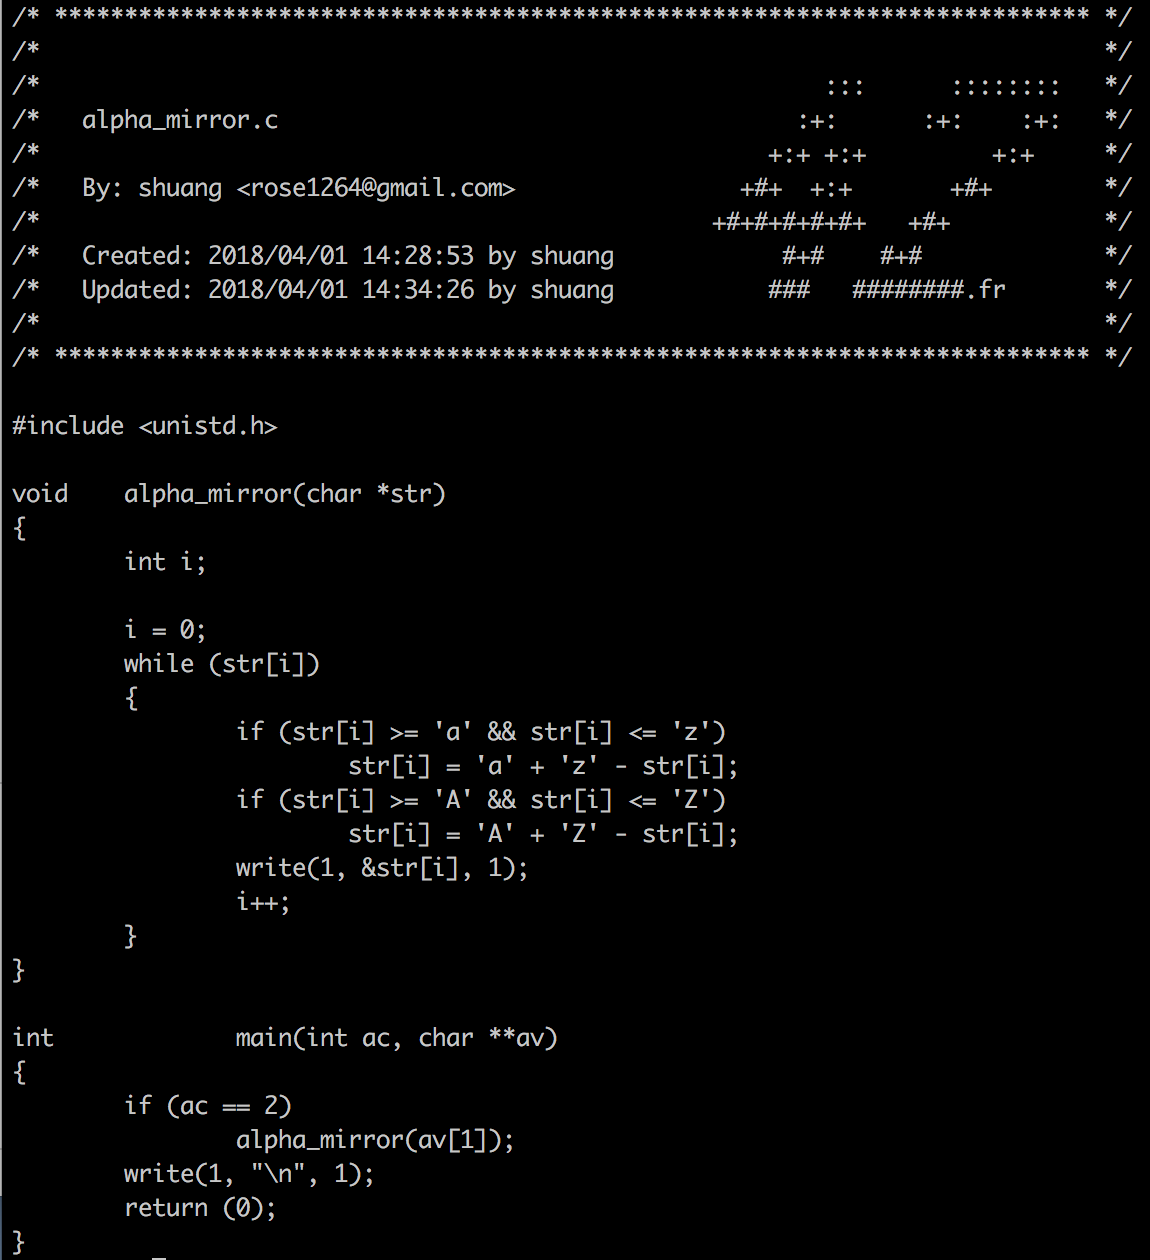 /* ************************************************************************** */
/*                                                                            */
/*                                                        :::      ::::::::   */
/*   alpha_mirror.c                                     :+:      :+:    :+:   */
/*                                                    +:+ +:+         +:+     */
/*   By: shuang <rose1264@gmail.com>                +#+  +:+       +#+        */
/*                                                +#+#+#+#+#+   +#+           */
/*   Created: 2018/04/01 14:28:53 by shuang            #+#    #+#             */
/*   Updated: 2018/04/01 14:34:26 by shuang           ###   ########.fr       */
/*                                                                            */
/* ************************************************************************** */

#include <unistd.h>

void    alpha_mirror(char *str)
{
        int i;

        i = 0;
        while (str[i])
        {
                if (str[i] >= 'a' && str[i] <= 'z')
                        str[i] = 'a' + 'z' - str[i];
                if (str[i] >= 'A' && str[i] <= 'Z')
                        str[i] = 'A' + 'Z' - str[i];
                write(1, &str[i], 1);
                i++;
        }
}

int             main(int ac, char **av)
{
        if (ac == 2)
                alpha_mirror(av[1]);
        write(1, "\n", 1);
        return (0);
}